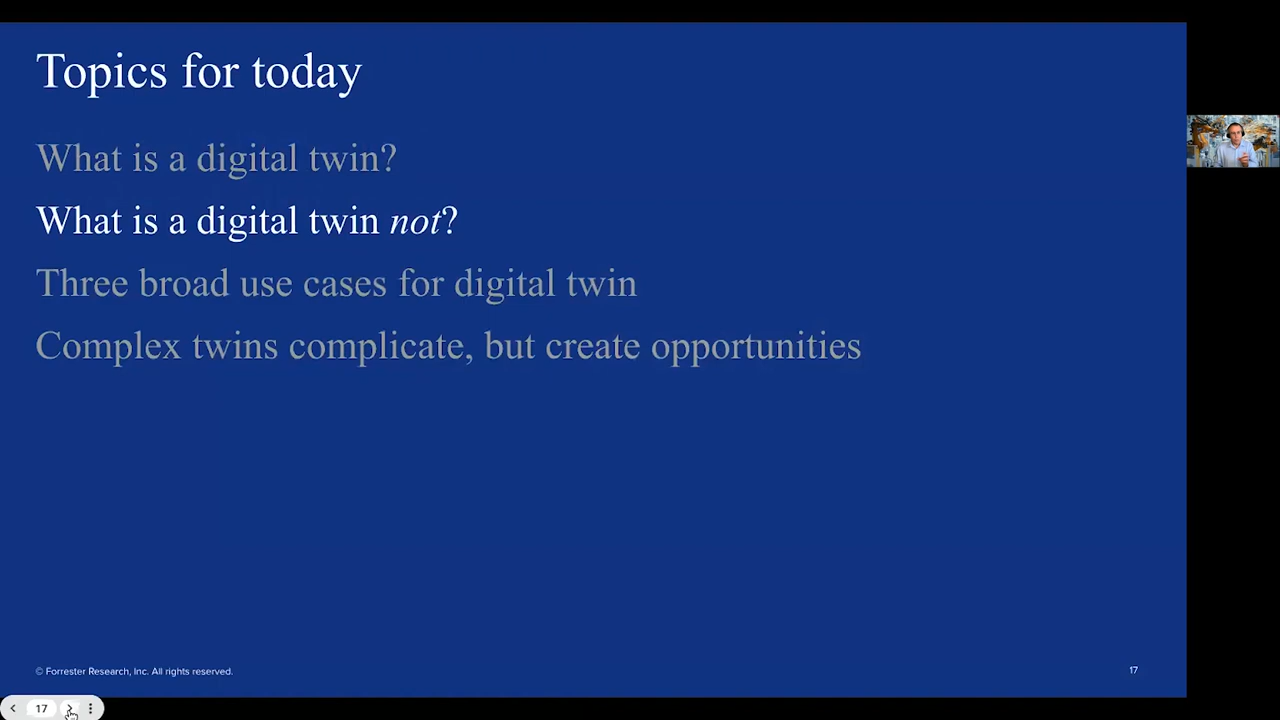 Topics for today
What is a digital twin?
What is a digital twin not?
Three broad use cases for digital twin
Complex twins complicate, but create opportunities
© Forrester Research, Inc. All rights reserved.
17
17